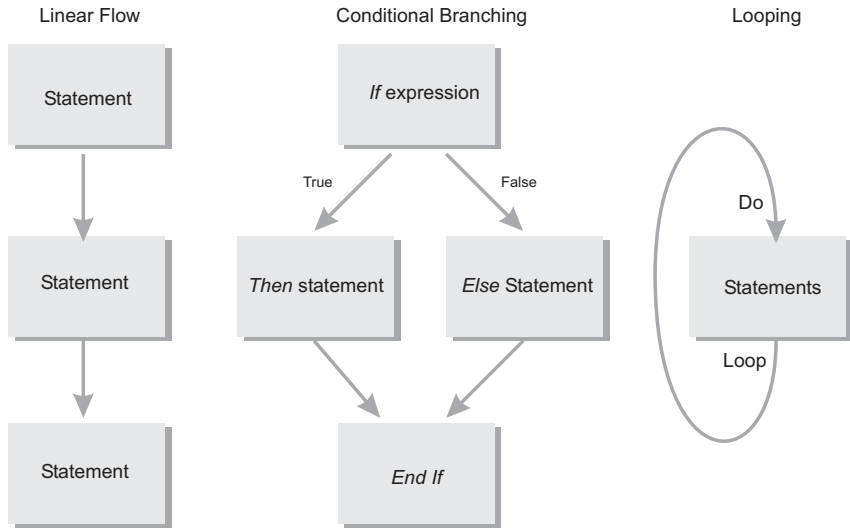 Linear Flow
Statement
Statement
Statement
Conditional Branching
If expression
True
False
Then statement
Else Statement
End If
Looping
Do
Statements
Loop